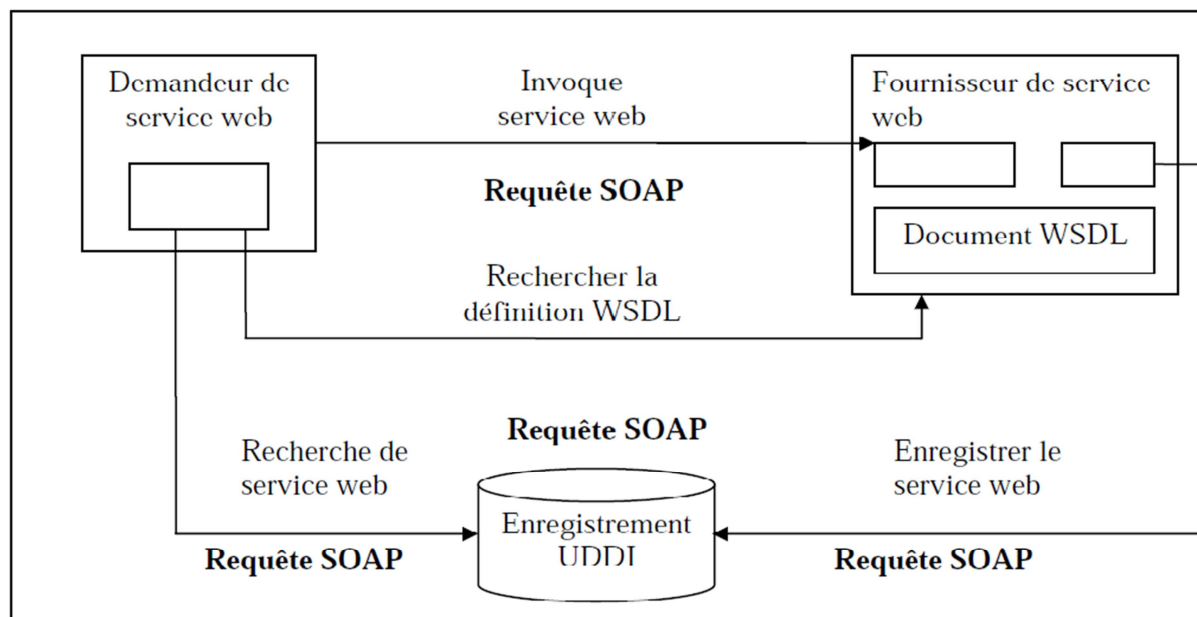 Demandeur de
service web
Invoque
service web
Fournisseur de service
web
Requête SOAP
Document WSDL
Rechercher la
définition WSDL
Requête SOAP
Recherche de
service web
Enregistrer le
service web
Enregistrement
UDDI
Requête SOAP
Requête SOAP